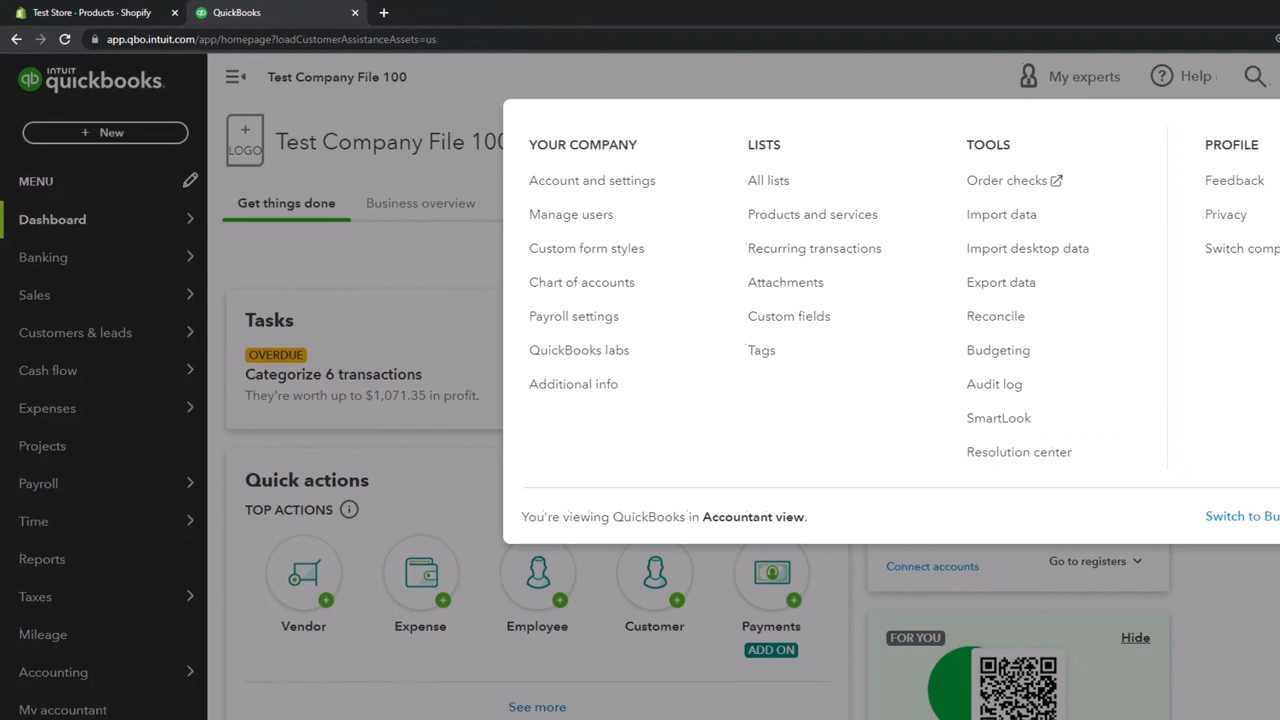 Test Store · Products · Shopify
QuickBooks
app.qbo.intuit.com/app/homepage?loadCustomerAssistanceAssets=us
INTUIT
quickbooks.
Test Company File 100
My experts
Help
+ New
+
LOGO
Test Company File 100
MENU
Get things done
Business overview
Dashboard
Banking
Sales
Customers & leads
Cash flow
Expenses
Projects
Payroll
Time
Reports
Taxes
Mileage
Accounting
My accountant
YOUR COMPANY
Account and settings
Manage users
Custom form styles
Chart of accounts
Payroll settings
QuickBooks labs
Additional info
LISTS
All lists
Products and services
Recurring transactions
Attachments
Custom fields
Tags
TOOLS
Order checks
Import data
Import desktop data
Export data
Reconcile
Budgeting
Audit log
SmartLook
Resolution center
PROFILE
Feedback
Privacy
Switch comp
You're viewing QuickBooks in Accountant view.
Switch to Bu
Tasks
OVERDUE
Categorize 6 transactions
They're worth up to $1,071.35 in profit.
Quick actions
TOP ACTIONS
Vendor
Expense
Employee
Customer
Payments
ADD ON
See more
Connect accounts
Go to registers
FOR YOU
Hide